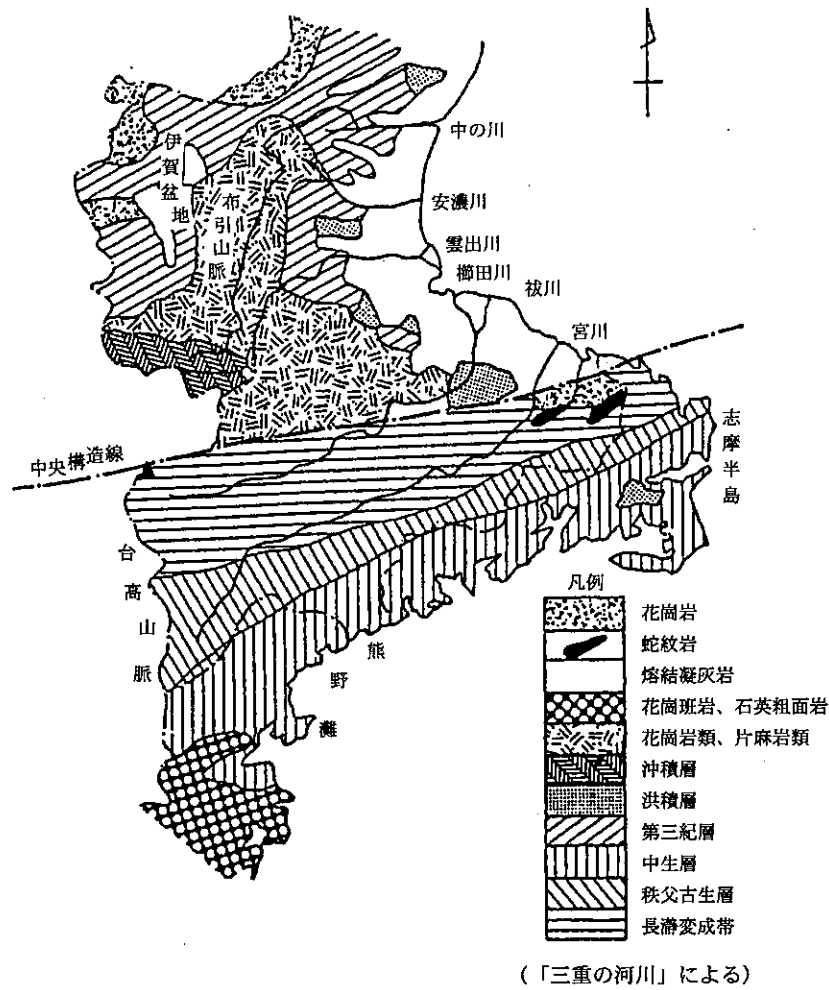 中の川
伊賀盆地
布引山脈
安濃川
雲出川
櫛田川
祓川
宮川
中央構造線
志摩半島
台高山脈
熊野灘
凡例
花崗岩
蛇紋岩
熔結凝灰岩
花崗斑岩、石英粗面岩
花崗岩類、片麻岩類
沖積層
洪積層
第三紀層
中生層
秩父古生層
長瀞変成帯
(「三重の河川」による)